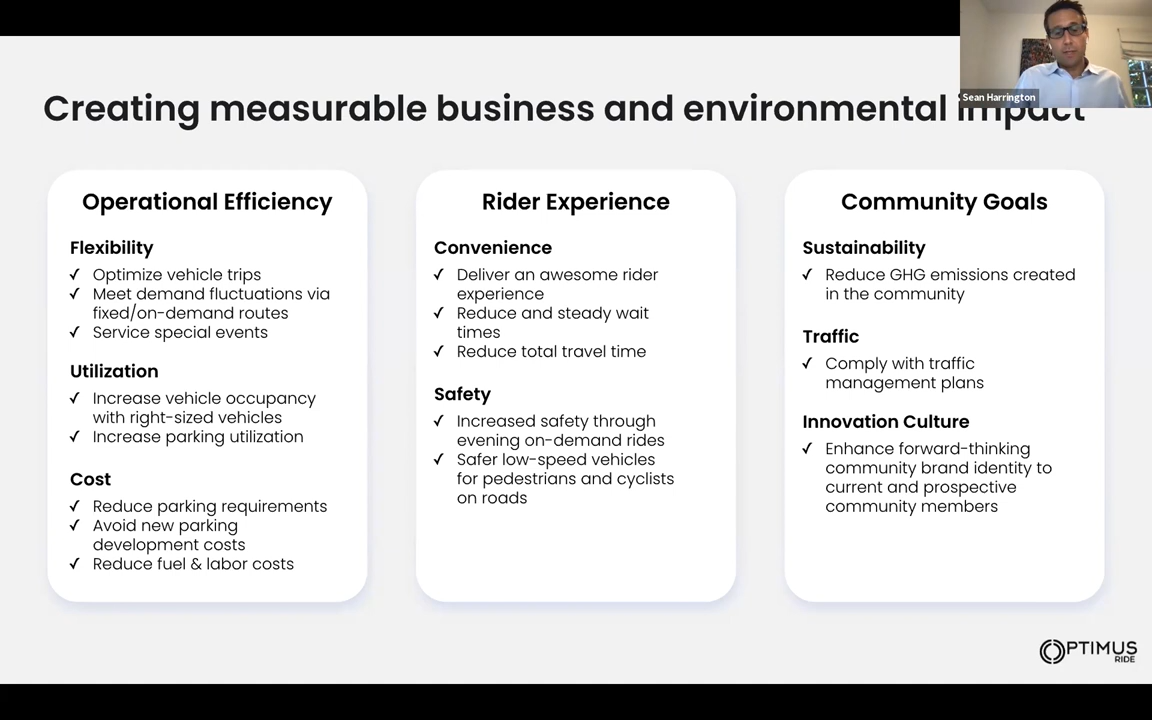 Sean Harrington
Creating measurable business and environmental impact
Operational Efficiency
Flexibility
✓ Optimize vehicle trips
✓ Meet demand fluctuations via
fixed/on-demand routes
✓ Service special events
Utilization
✓ Increase vehicle occupancy
with right-sized vehicles
✓ Increase parking utilization
Cost
✓ Reduce parking requirements
✓ Avoid new parking
development costs
✓ Reduce fuel & labor costs
Rider Experience
Convenience
✓ Deliver an awesome rider
experience
✓ Reduce and steady wait
times
✓ Reduce total travel time
Safety
✓ Increased safety through
evening on-demand rides
✓ Safer low-speed vehicles
for pedestrians and cyclists
on roads
Community Goals
Sustainability
✓ Reduce GHG emissions created
in the community
Traffic
✓ Comply with traffic
management plans
Innovation Culture
✓ Enhance forward-thinking
community brand identity to
current and prospective
community members
OPTIMUS
RIDE